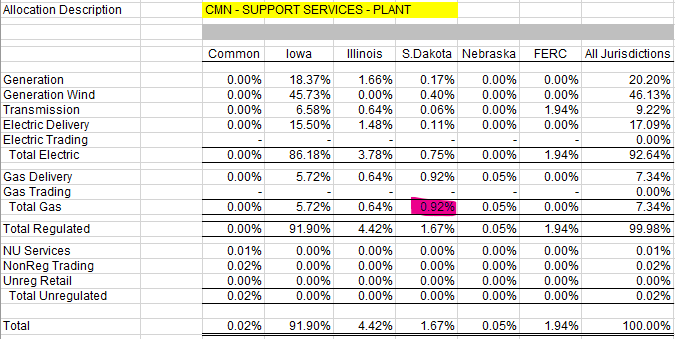 Allocation Description CMN - SUPPORT SERVICES - PLANT
Common Iowa Illinois S.Dakota Nebraska FERC All Jurisdictions
Generation 0.00% 18.37% 1.66% 0.17% 0.00% 0.00% 20.20%
Generation Wind 0.00% 45.73% 0.00% 0.40% 0.00% 0.00% 46.13%
Transmission 0.00% 6.58% 0.64% 0.06% 0.00% 1.94% 9.22%
Electric Delivery 0.00% 15.50% 1.48% 0.11% 0.00% 0.00% 17.09%
Electric Trading - - - - - - 0.00%
Total Electric 0.00% 86.18% 3.78% 0.75% 0.00% 1.94% 92.64%
Gas Delivery 0.00% 5.72% 0.64% 0.92% 0.05% 0.00% 7.34%
Gas Trading - - - - - - 0.00%
Total Gas 0.00% 5.72% 0.64% 0.92% 0.05% 0.00% 7.34%
Total Regulated 0.00% 91.90% 4.42% 1.67% 0.05% 1.94% 99.98%
NU Services 0.01% 0.00% 0.00% 0.00% 0.00% 0.00% 0.01%
NonReg Trading 0.02% 0.00% 0.00% 0.00% 0.00% 0.00% 0.02%
Unreg Retail 0.00% 0.00% 0.00% 0.00% 0.00% 0.00% 0.00%
Total Unregulated 0.02% 0.00% 0.00% 0.00% 0.00% 0.00% 0.02%
Total 0.02% 91.90% 4.42% 1.67% 0.05% 1.94% 100.00%